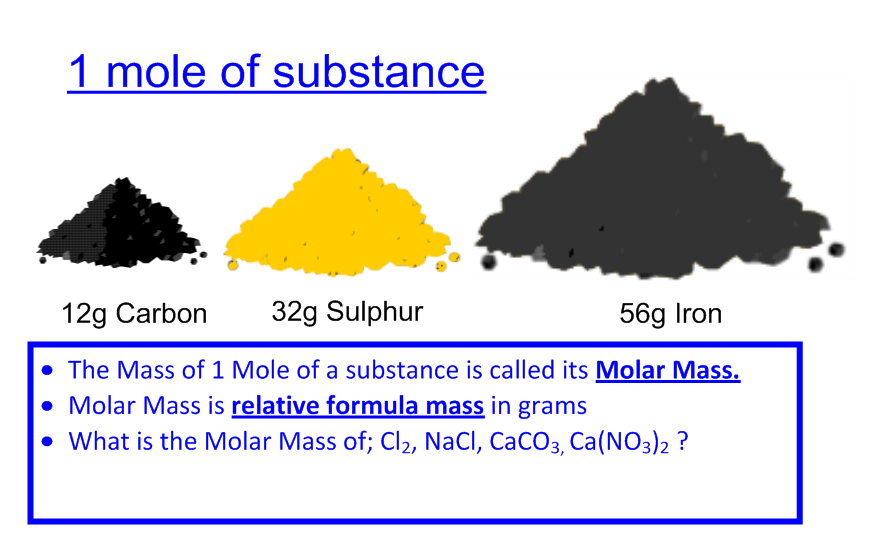 1 mole of substance
12g Carbon
32g Sulphur
56g Iron
• The Mass of 1 Mole of a substance is called its Molar Mass.
• Molar Mass is relative formula mass in grams
• What is the Molar Mass of; Cl₂, NaCl, CaCO₃, Ca(NO₃)₂ ?